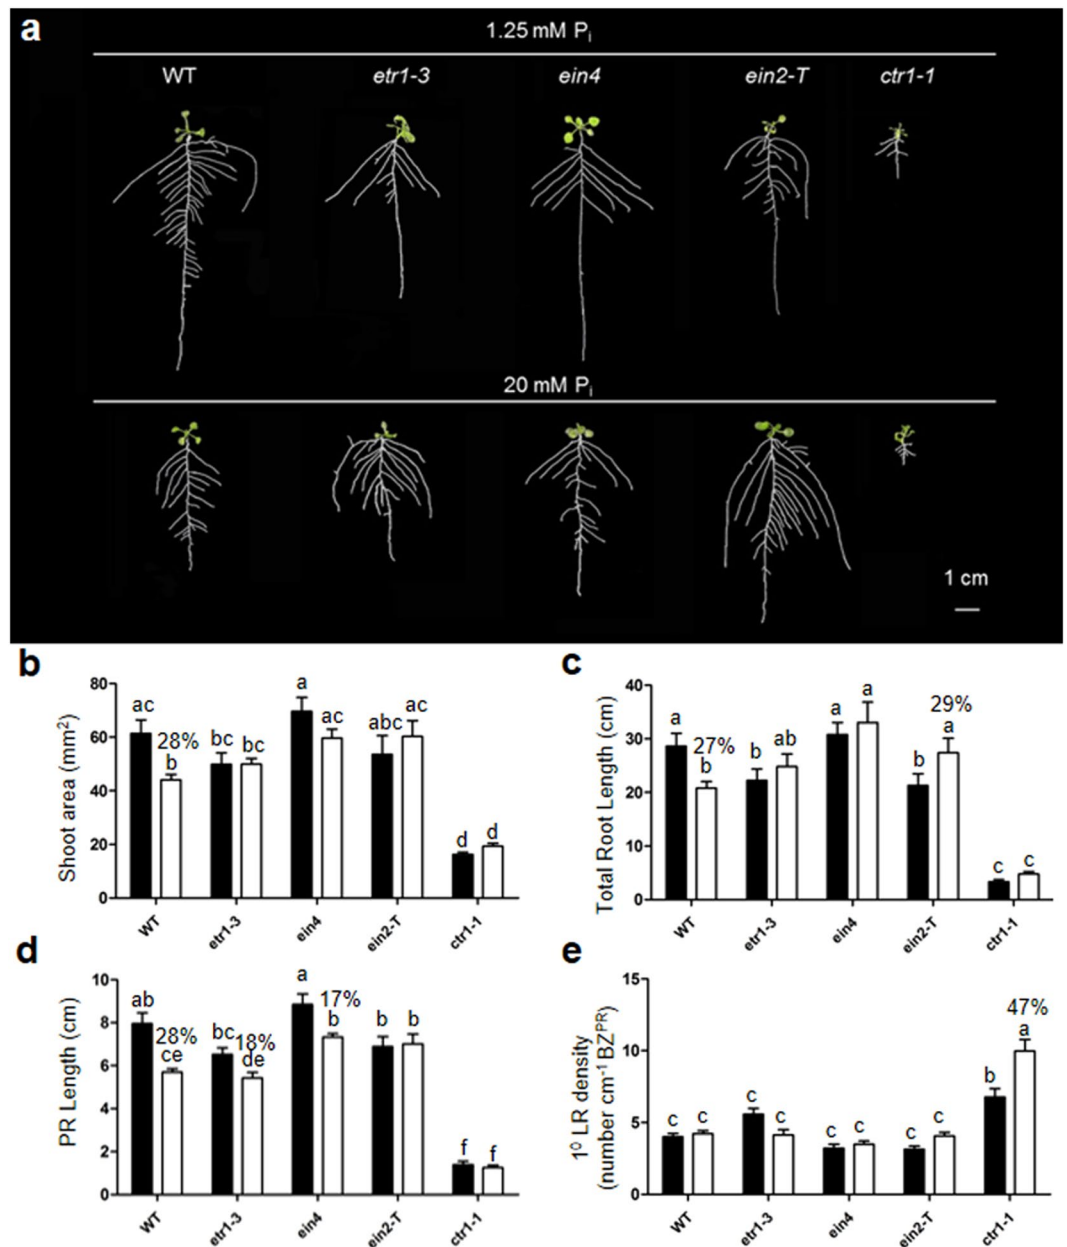 a
1.25 mM Pi
WT etr1-3 ein4 ein2-T ctr1-1
20 mM Pi
1 cm
b
Shoot area (mm²)
80
60
40
20
0
ac
28%
b
bc bc
a
ac
abc
ac
d d
WT etr1-3 ein4 ein2-T ctr1-1
c
Total Root Length (cm)
40
30
20
10
0
a
27%
b
b
ab
a
a
b
29%
a
c c
WT etr1-3 ein4 ein2-T ctr1-1
d
PR Length (cm)
10
8
6
4
2
0
ab
28%
ce
bc
18%
de
a
17%
b
b b
f f
WT etr1-3 ein4 ein2-T ctr1-1
e
1⁰ LR density
(number cm⁻¹ BZᴾᴿ)
15
10
5
0
c c
c c
c c
c c
b
47%
a
WT etr1-3 ein4 ein2-T ctr1-1